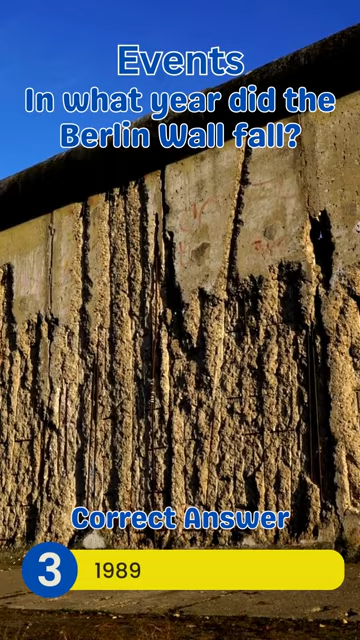 Events
In what year did the
Berlin Wall fall?
Correct Answer
3
1989